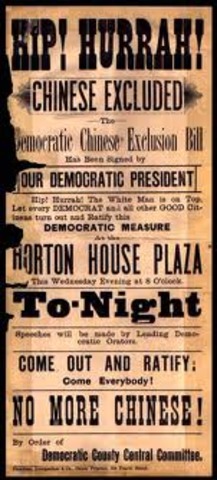 HIP! HURRAH!
CHINESE EXCLUDED
The
Democratic Chinese Exclusion Bill
Has Been Signed by
OUR DEMOCRATIC PRESIDENT
Hip! Hurrah! The White Man is on Top.
Let every DEMOCRAT and all other GOOD Cit-
izens turn out and Ratify this
DEMOCRATIC MEASURE
At the
HORTON HOUSE PLAZA
This Wednesday Evening at 8 O'clock.
To-Night
Speeches will be made by Leading Demo-
cratic Orators.
COME OUT AND RATIFY:
Come Everybody!
NO MORE CHINESE!
By Order of
Democratic County Central Committee.